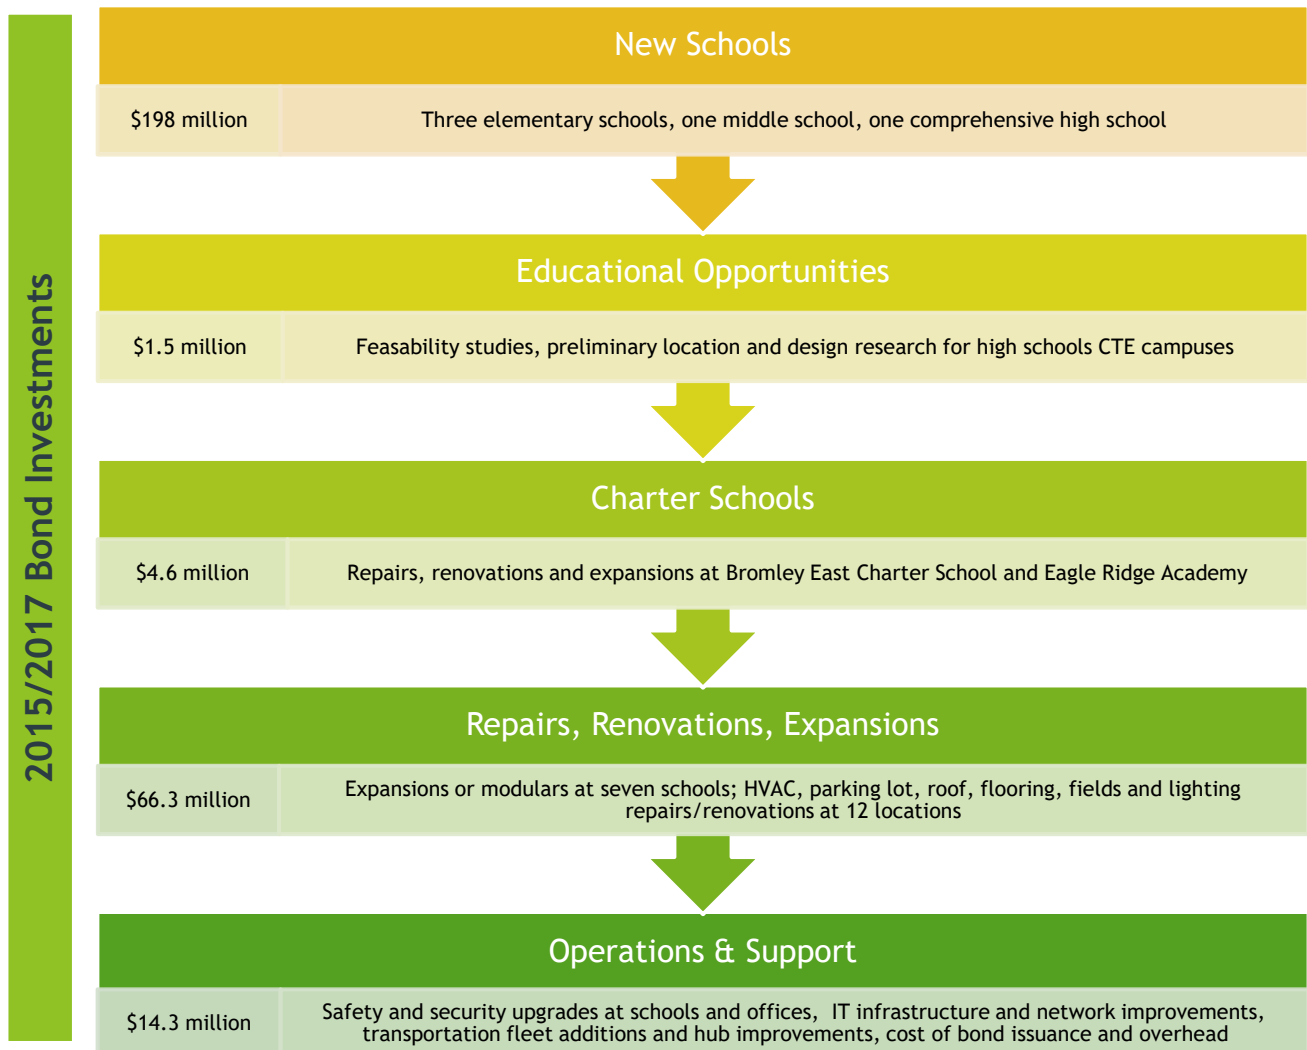 2015/2017 Bond Investments
New Schools
$198 million
Three elementary schools, one middle school, one comprehensive high school
Educational Opportunities
$1.5 million
Feasability studies, preliminary location and design research for high schools CTE campuses
Charter Schools
$4.6 million
Repairs, renovations and expansions at Bromley East Charter School and Eagle Ridge Academy
Repairs, Renovations, Expansions
$66.3 million
Expansions or modulars at seven schools; HVAC, parking lot, roof, flooring, fields and lighting
repairs/renovations at 12 locations
Operations & Support
$14.3 million
Safety and security upgrades at schools and offices, IT infrastructure and network improvements,
transportation fleet additions and hub improvements, cost of bond issuance and overhead